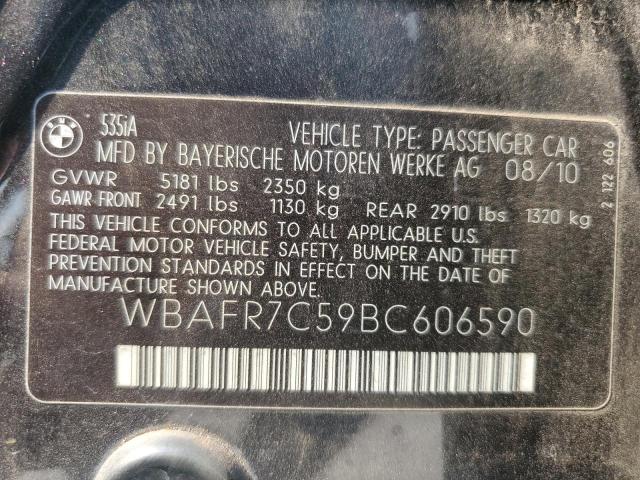 535iA VEHICLE TYPE: PASSENGER CAR
MFD BY BAYERISCHE MOTOREN WERKE AG 08/10
GVWR 5181 lbs 2350 kg
GAWR FRONT 2491 lbs 1130 kg REAR 2910 lbs 1320 kg
THIS VEHICLE CONFORMS TO ALL APPLICABLE U.S.
FEDERAL MOTOR VEHICLE SAFETY, BUMPER AND THEFT
PREVENTION STANDARDS IN EFFECT ON THE DATE OF
MANUFACTURE SHOWN ABOVE.
WBAFR7C59BC606590
2 122 606